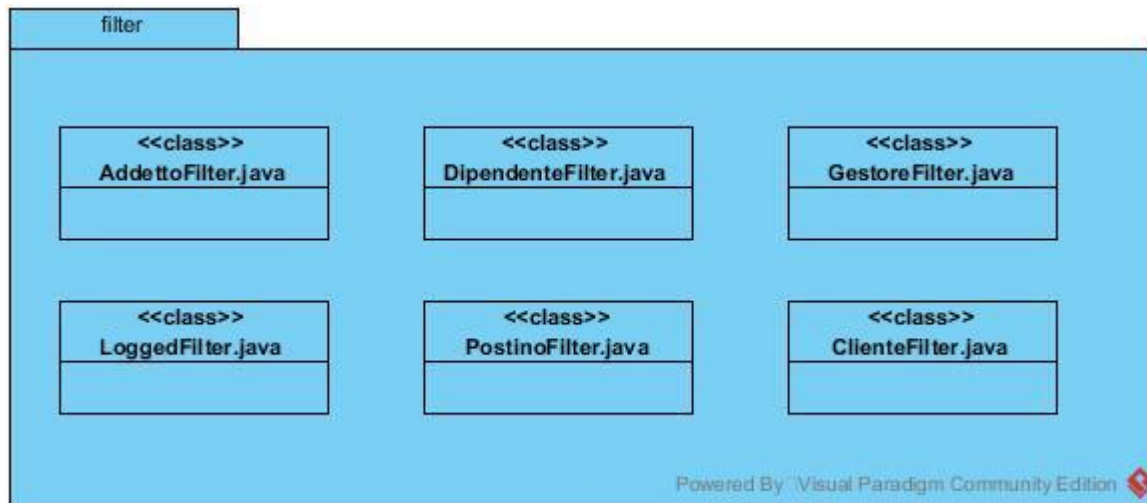 filter
<<class>>
AddettoFilter.java
<<class>>
DipendenteFilter.java
<<class>>
GestoreFilter.java
<<class>>
LoggedFilter.java
<<class>>
PostinoFilter.java
<<class>>
ClienteFilter.java
Powered By Visual Paradigm Community Edition